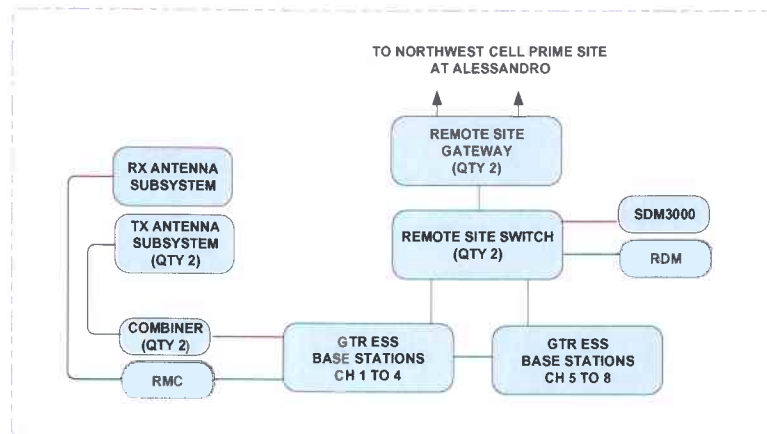 TO NORTHWEST CELL PRIME SITE
AT ALESSANDRO
REMOTE SITE
GATEWAY
(QTY 2)
RX ANTENNA
SUBSYSTEM
TX ANTENNA
SUBSYSTEM
(QTY 2)
REMOTE SITE SWITCH
(QTY 2)
SDM3000
RDM
COMBINER
(QTY 2)
RMC
GTR ESS
BASE STATIONS
CH 1 TO 4
GTR ESS
BASE STATIONS
CH 5 TO 8